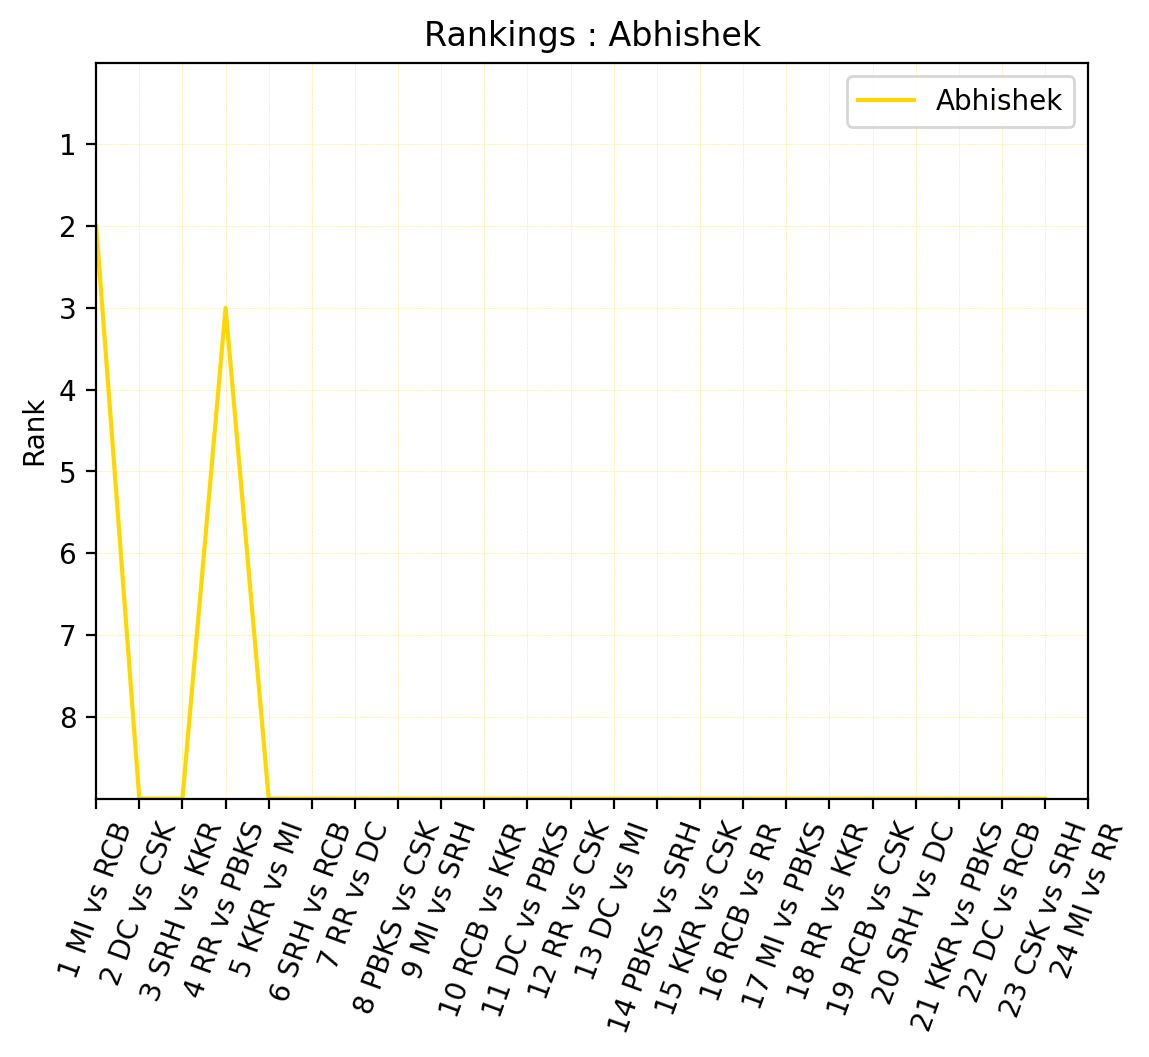 Rankings : Abhishek
Abhishek
Rank
1
2
3
4
5
6
7
8
1 MI vs RCB
2 DC vs CSK
3 SRH vs KKR
4 RR vs PBKS
5 KKR vs MI
6 SRH vs RCB
7 RR vs DC
8 PBKS vs CSK
9 MI vs SRH
10 RCB vs KKR
11 DC vs PBKS
12 RR vs CSK
13 DC vs MI
14 PBKS vs SRH
15 KKR vs CSK
16 RCB vs RR
17 MI vs PBKS
18 RR vs KKR
19 RCB vs CSK
20 SRH vs DC
21 KKR vs PBKS
22 DC vs RCB
23 CSK vs SRH
24 MI vs RR